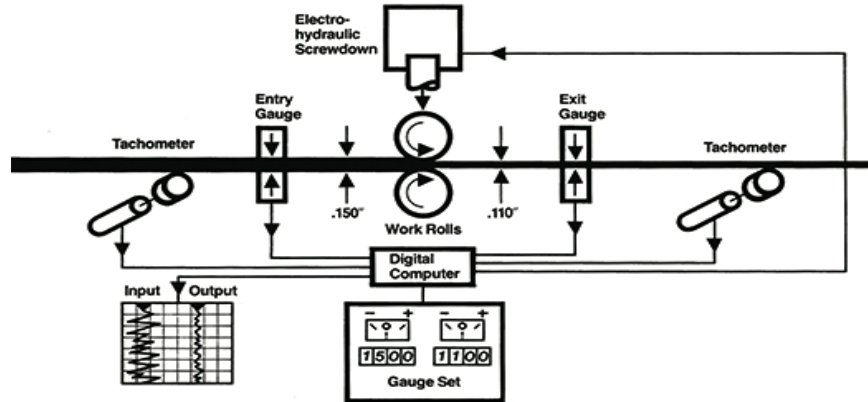 Electro-
hydraulic
Screwdown
Entry
Gauge
Exit
Gauge
Tachometer
Tachometer
.150"
Work Rolls
.110"
Digital
Computer
Input Output
- + - +
1500 1100
Gauge Set